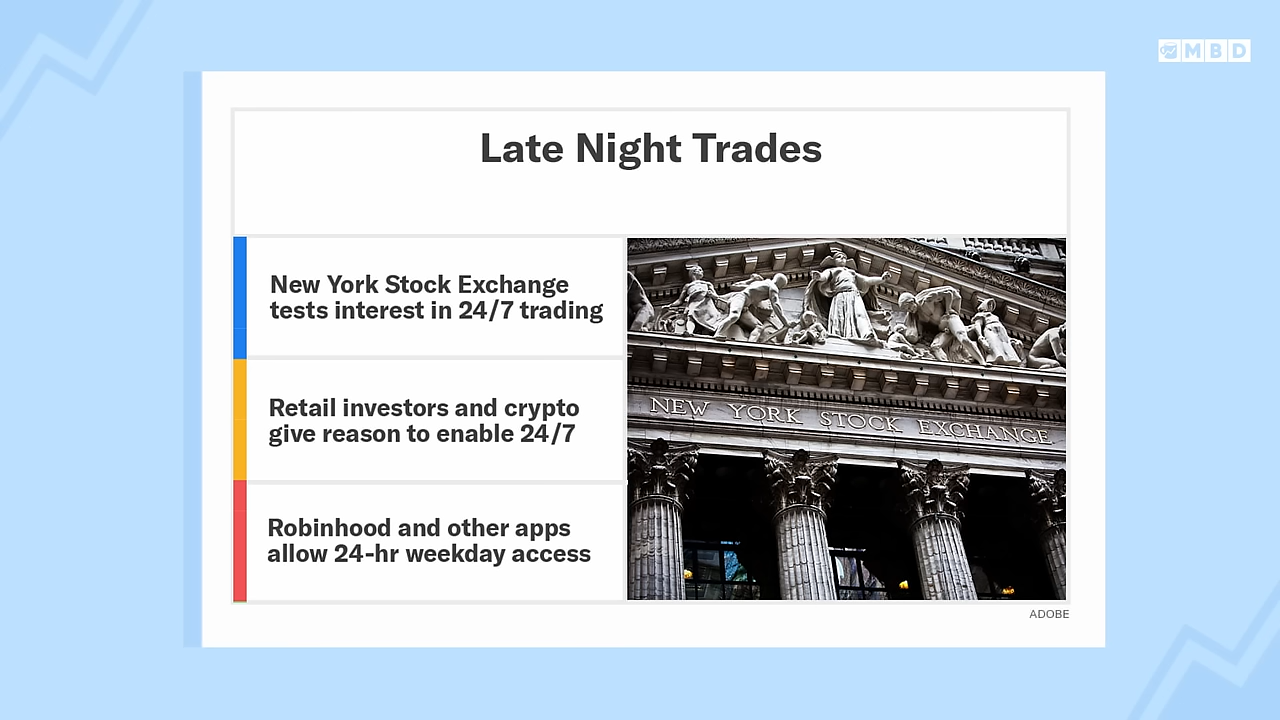 MBD
Late Night Trades
New York Stock Exchange
tests interest in 24/7 trading
Retail investors and crypto
give reason to enable 24/7
Robinhood and other apps
allow 24-hr weekday access
NEW YORK STOCK EXCHANGE
ADOBE